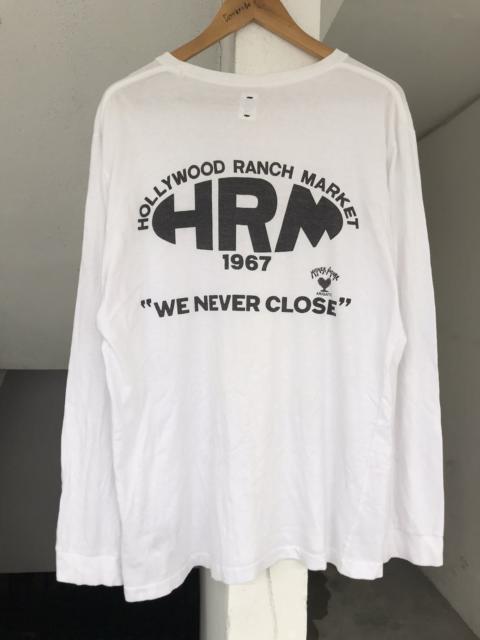 HOLLYWOOD RANCH MARKET
HRM
1967
"WE NEVER CLOSE"